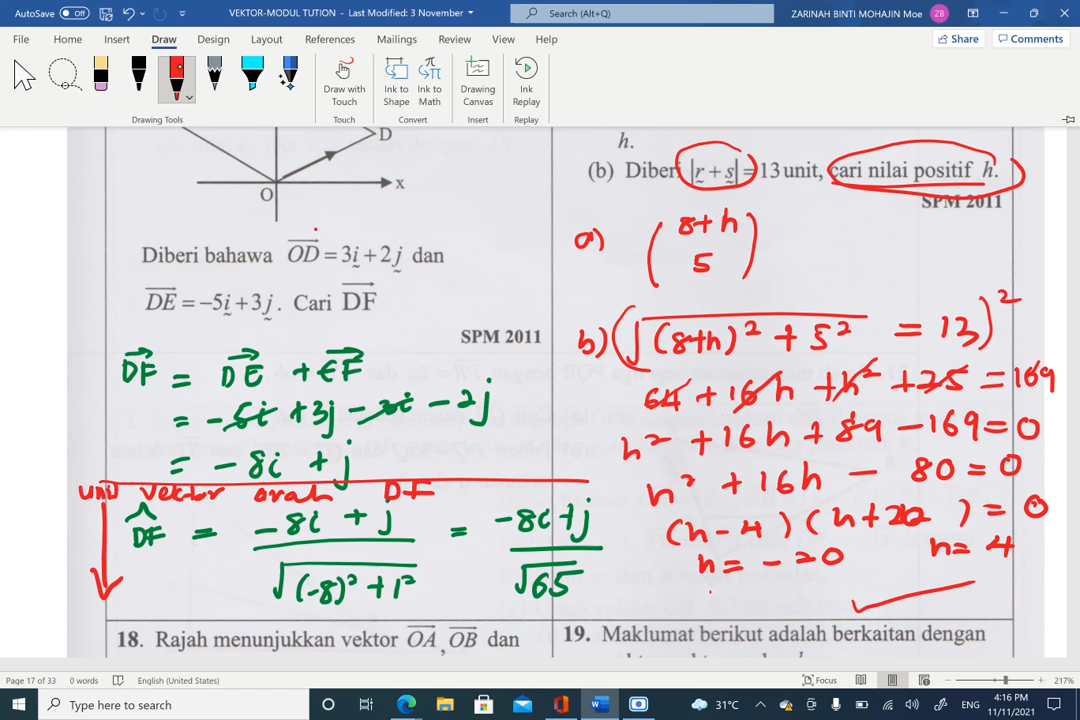 AutoSave Off VEKTOR-MODUL TUTION - Last Modified: 3 November Search (Alt+Q) ZARINAH BINTI MOHAJIN Moe ZB
File Home Insert Draw Design Layout References Mailings Review View Help Share Comments
Draw with Touch
Ink to Shape
Ink to Math
Drawing Canvas
Ink Replay
Drawing Tools Touch Convert Insert Replay
D
O
x
Diberi bahawa OD = 3i + 2j dan
DE = -5i + 3j. Cari DF
SPM 2011
DF = DE + EF
= -5i + 3j - 3i - 2j
= -8i + j
unit vektor arah DF
DF = -8i + j / √(-8)² + 1² = -8i + j / √65
18. Rajah menunjukkan vektor OA, OB dan
h.
(b) Diberi |r + s| = 13 unit, cari nilai positif h.
SPM 2011
a) (8+h
5)
b) (√(8+h)² + 5² = 13)²
64 + 16h + h² + 25 = 169
h² + 16h + 89 - 169 = 0
h² + 16h - 80 = 0
(h - 4)(h + 20) = 0
h = -20 h = 4
19. Maklumat berikut adalah berkaitan dengan
Page 17 of 33 0 words English (United States) Focus 217%
Type here to search 31°C ENG 4:16 PM
11/11/2021